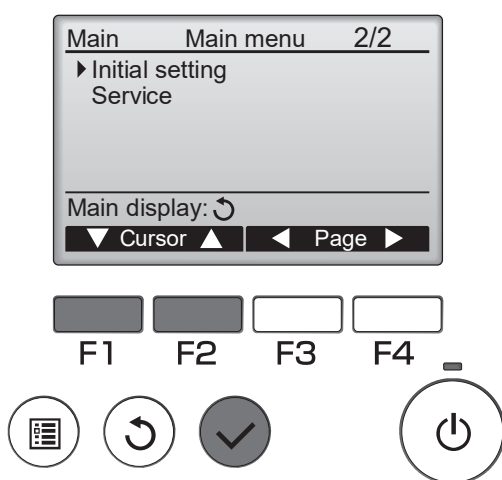 Main Main menu 2/2
Initial setting
Service
Main display:
Cursor Page
F1 F2 F3 F4